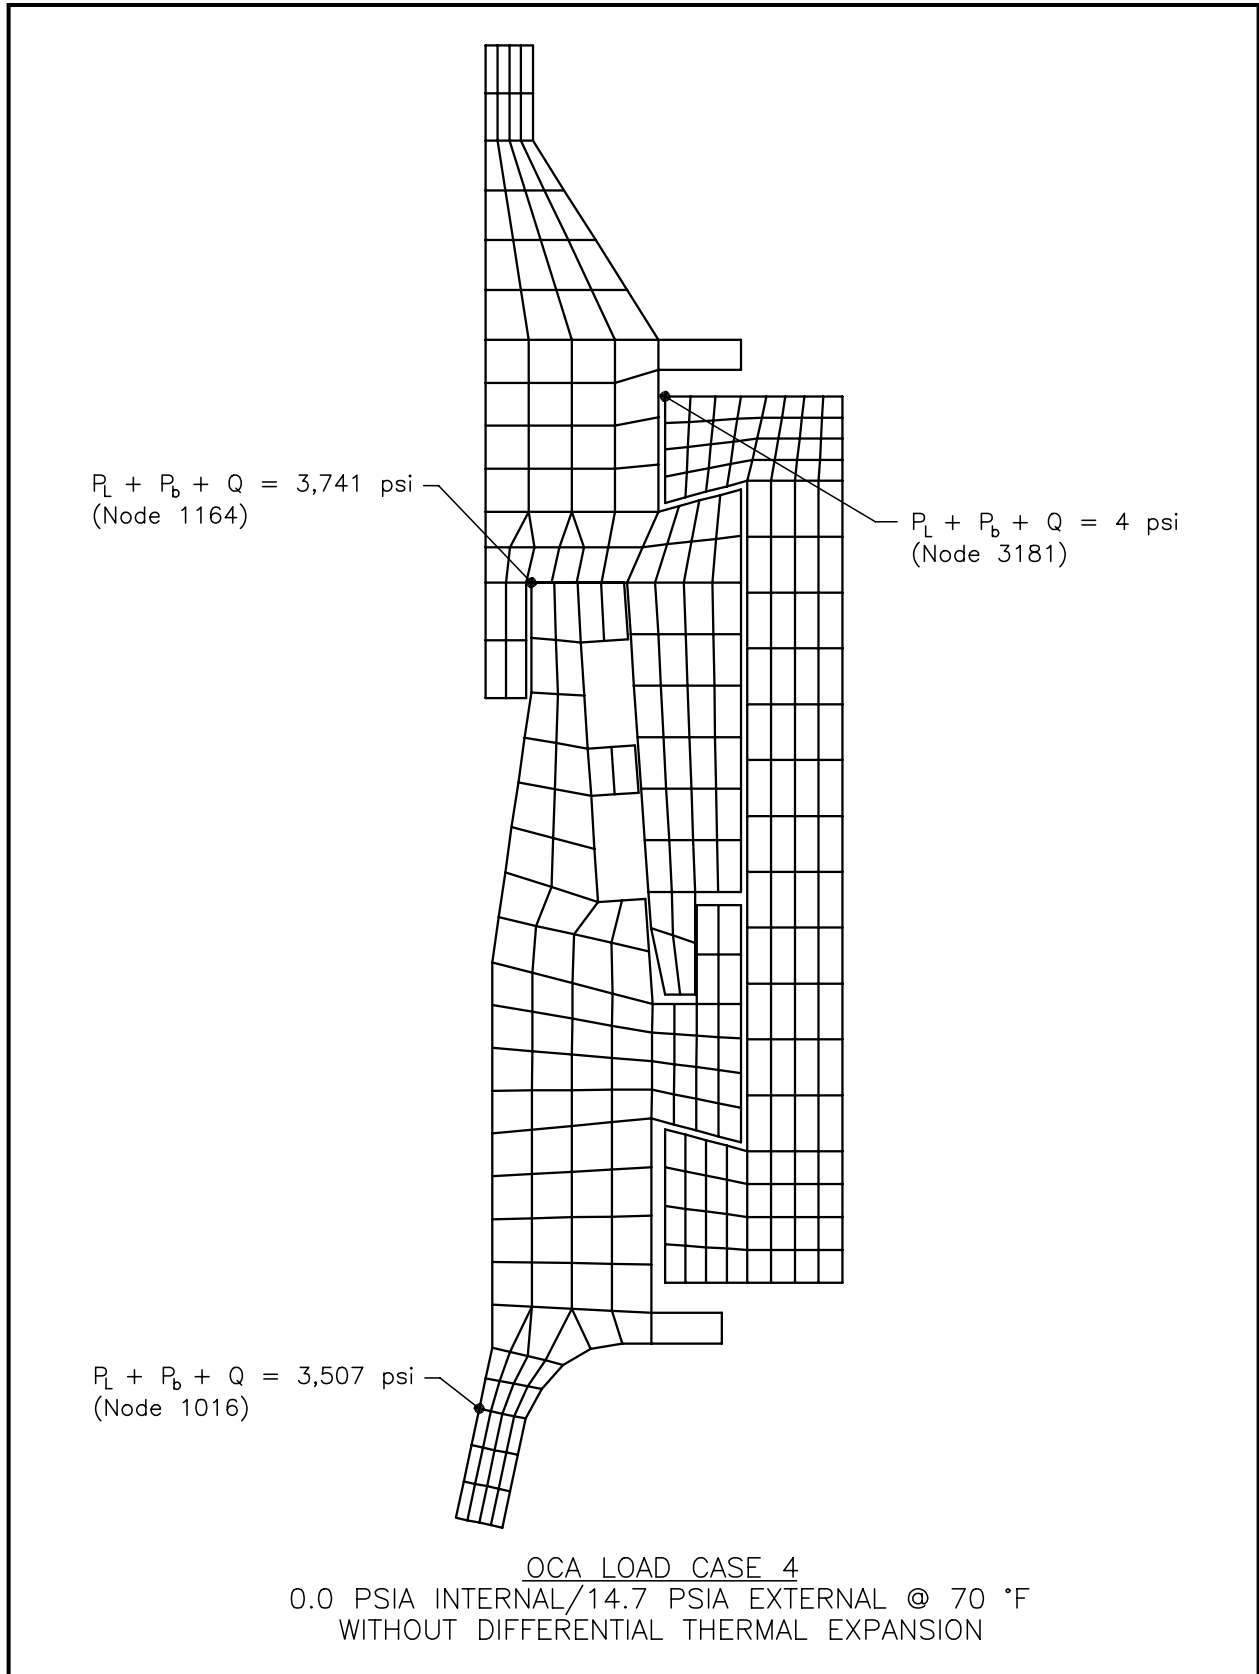 P_L + P_b + Q = 3,741 psi
(Node 1164)
P_L + P_b + Q = 4 psi
(Node 3181)
P_L + P_b + Q = 3,507 psi
(Node 1016)
OCA LOAD CASE 4
0.0 PSIA INTERNAL/14.7 PSIA EXTERNAL @ 70 °F
WITHOUT DIFFERENTIAL THERMAL EXPANSION